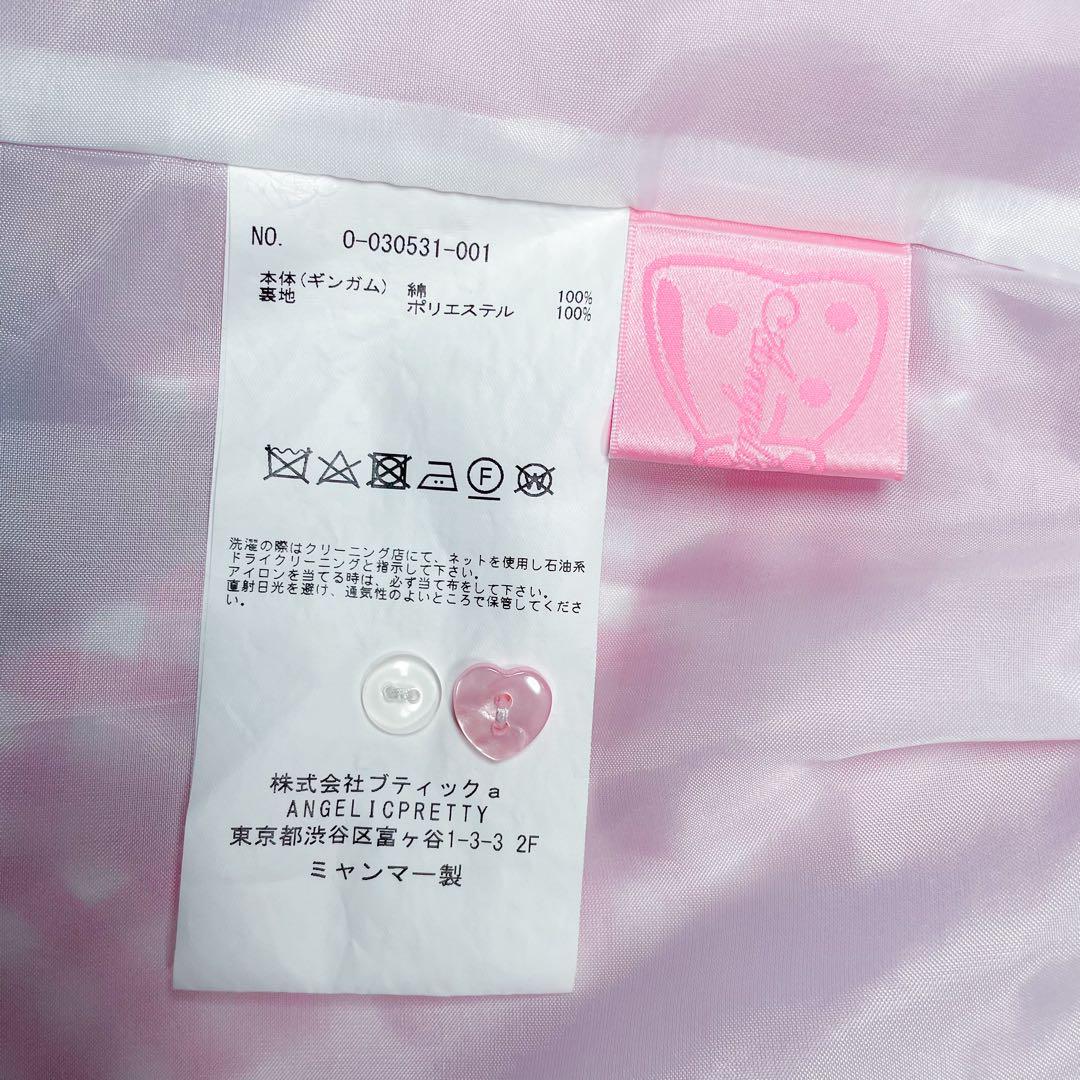 NO. 0-030531-001
本体(ギンガム) 綿 100%
裏地 ポリエステル 100%
F W
洗濯の際はクリーニング店にて、ネットを使用し石油系
ドライクリーニングと指示して下さい。
アイロンを当てる時は、必ず当て布をして下さい。
直射日光を避け、通気性のよいところで保管してくださ
い。
株式会社ブティックa
ANGELICPRETTY
東京都渋谷区富ヶ谷1-3-3 2F
ミャンマー製